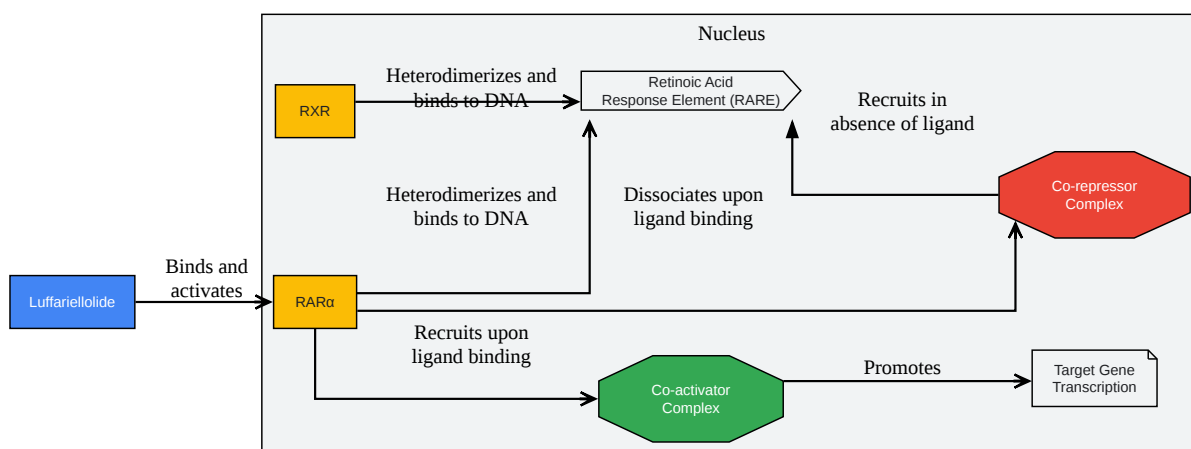 Nucleus
Heterodimerizes and
binds to DNA
Retinoic Acid
Response Element (RARE)
RXR
Recruits in
absence of ligand
Heterodimerizes and
binds to DNA
Dissociates upon
ligand binding
Co-repressor
Complex
Binds and
activates
Luffariellolide
RARα
Recruits upon
ligand binding
Co-activator
Complex
Promotes
Target Gene
Transcription